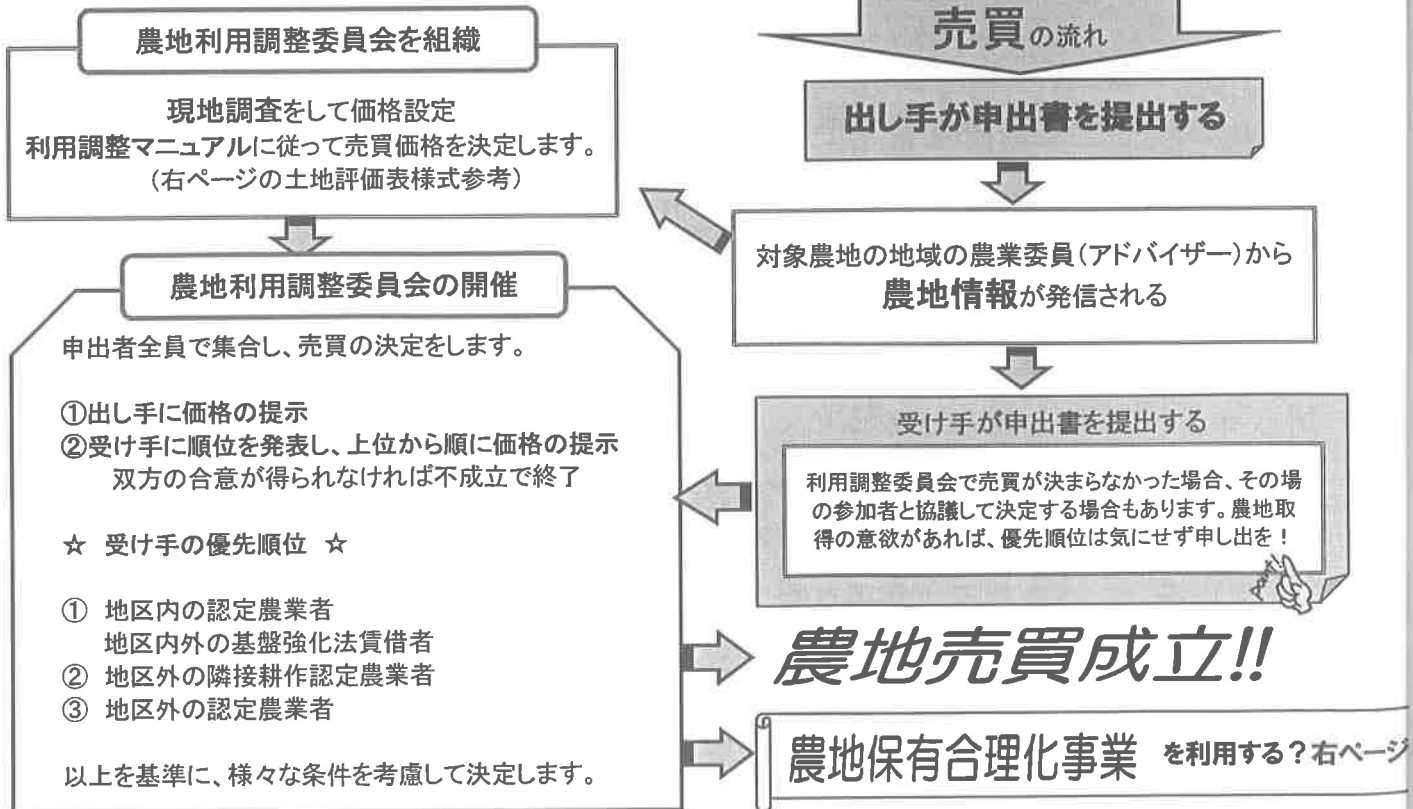 売買の流れ
出し手が申出書を提出する
対象農地の地域の農業委員(アドバイザー)から
農地情報が発信される
農地利用調整委員会を組織
現地調査をして価格設定
利用調整マニュアルに従って売買価格を決定します。
(右ページの土地評価表様式参考)
受け手が申出書を提出する
利用調整委員会で売買が決まらなかった場合、その場
の参加者と協議して決定する場合もあります。農地取
得の意欲があれば、優先順位は気にせず申し出を!
Point!
農地利用調整委員会の開催
申出者全員で集合し、売買の決定をします。
①出し手に価格の提示
②受け手に順位を発表し、上位から順に価格の提示
双方の合意が得られなければ不成立で終了
☆ 受け手の優先順位 ☆
① 地区内の認定農業者
地区内外の基盤強化法賃借者
② 地区外の隣接耕作認定農業者
③ 地区外の認定農業者
以上を基準に、様々な条件を考慮して決定します。
農地売買成立!!
農地保有合理化事業 を利用する?右ページ